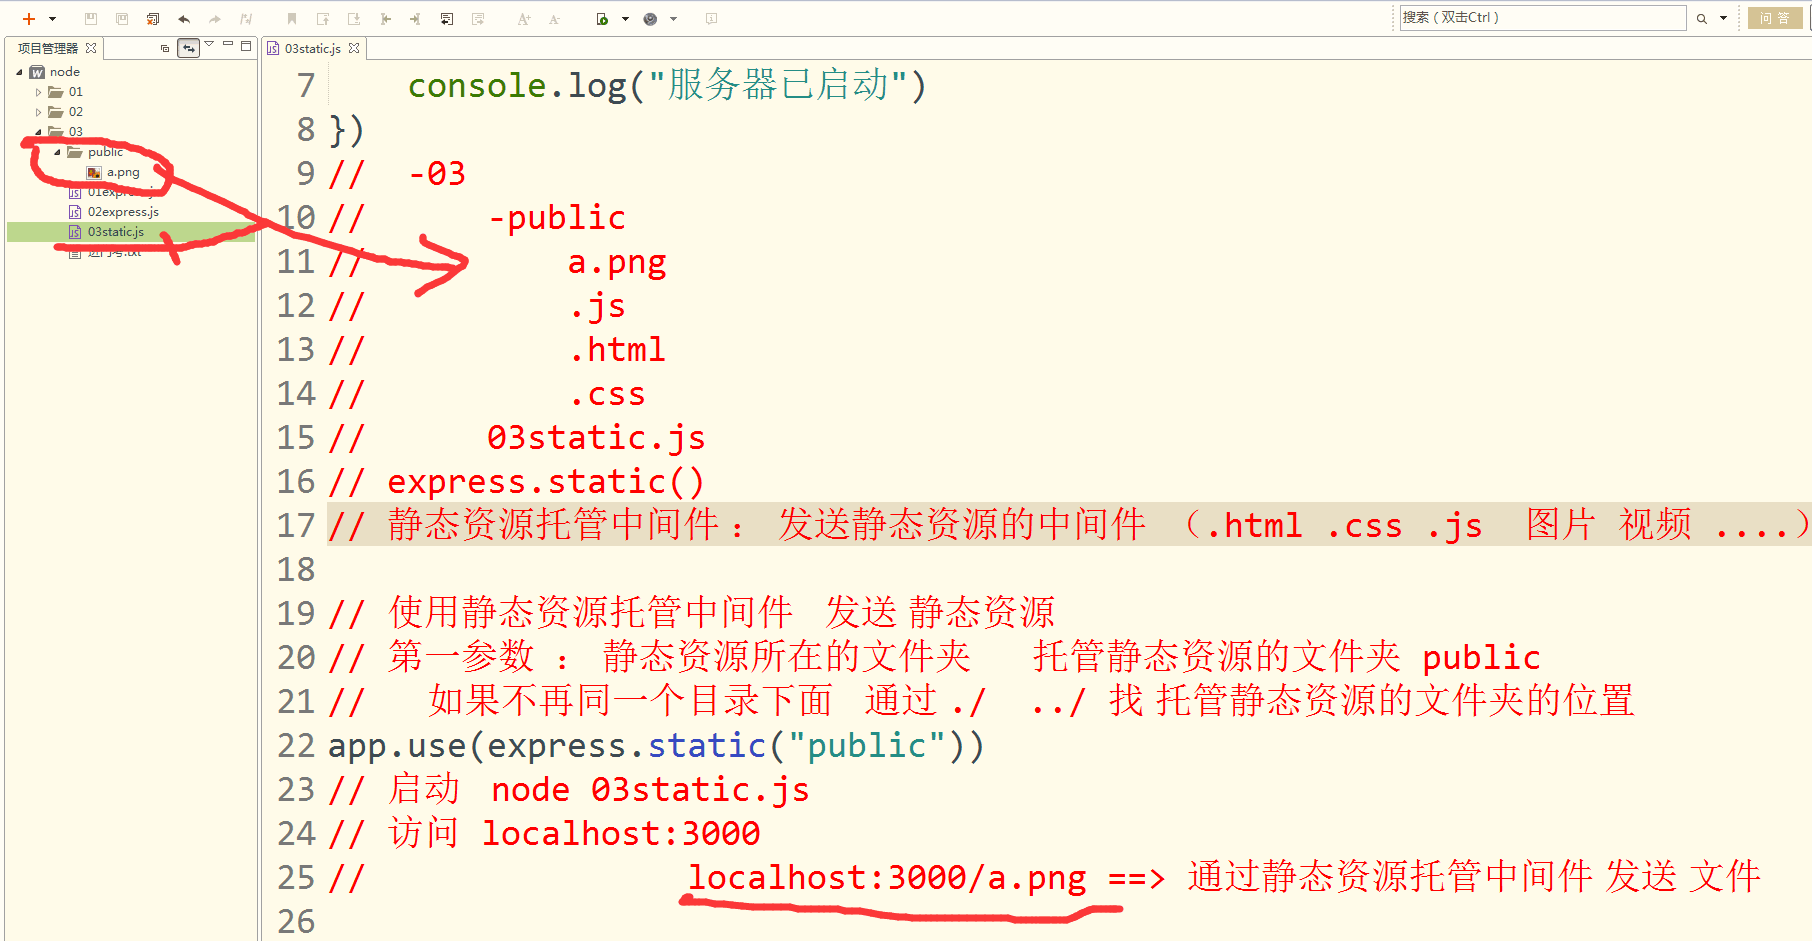 搜索（双击Ctrl）
问 答
项目管理器
03static.js
node
01
02
03
public
a.png
02express.js
03static.js
7 console.log("服务器已启动")
8 })
9 // -03
10 // -public
11 // a.png
12 // .js
13 // .html
14 // .css
15 // 03static.js
16 // express.static()
17 // 静态资源托管中间件： 发送静态资源的中间件 （.html .css .js 图片 视频 ....）
18
19 // 使用静态资源托管中间件 发送 静态资源
20 // 第一参数 ： 静态资源所在的文件夹 托管静态资源的文件夹 public
21 // 如果不再同一个目录下面 通过 ./ ../ 找 托管静态资源的文件夹的位置
22 app.use(express.static("public"))
23 // 启动 node 03static.js
24 // 访问 localhost:3000
25 // localhost:3000/a.png ==> 通过静态资源托管中间件 发送 文件
26